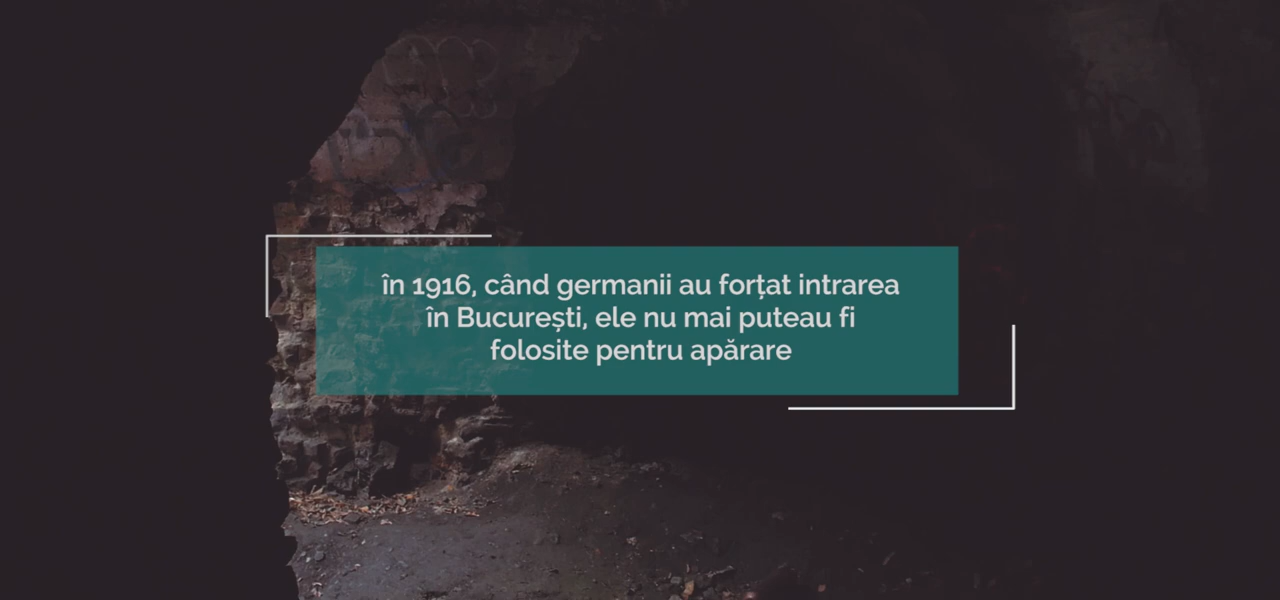 în 1916, când germanii au forțat intrarea
în București, ele nu mai puteau fi
folosite pentru apărare